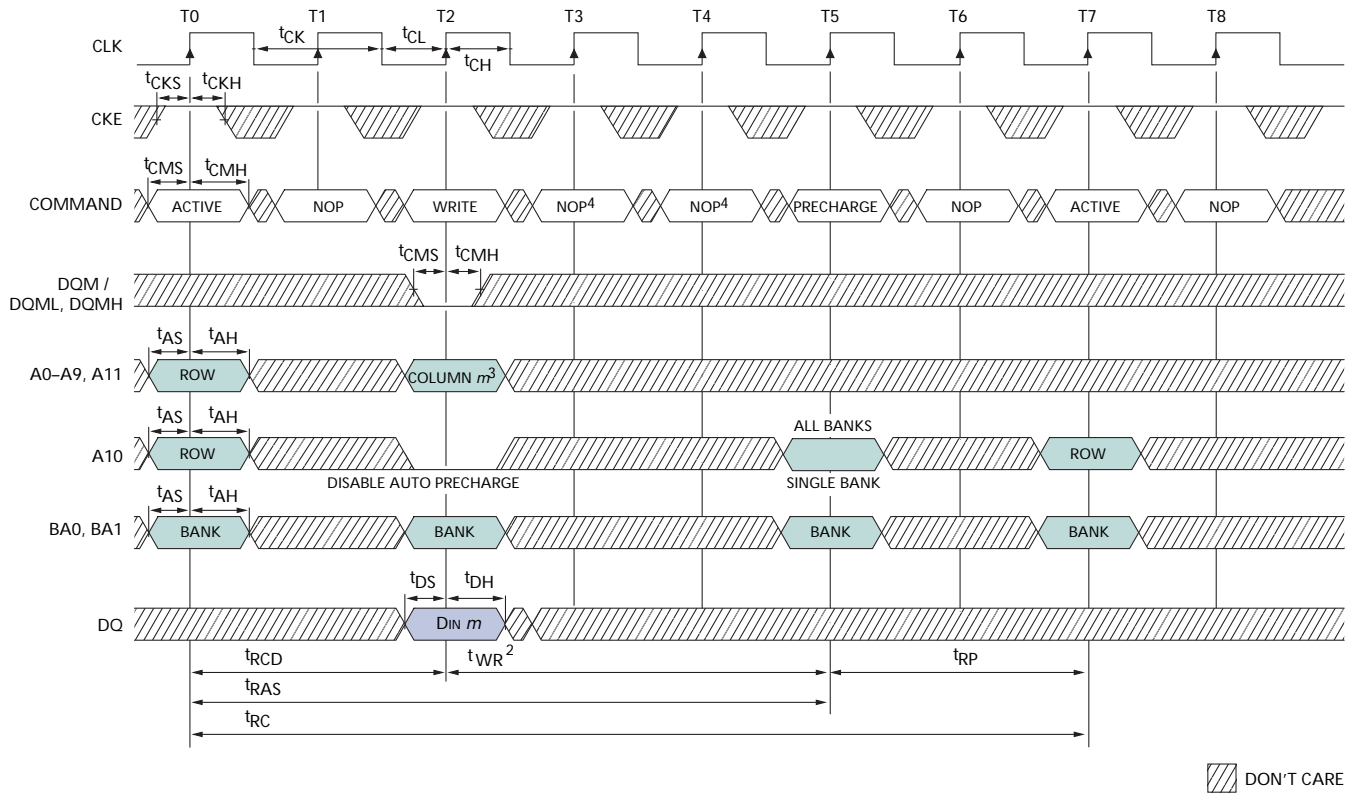 T0 T1 T2 T3 T4 T5 T6 T7 T8
CLK
tCK tCL
tCH
tCKS tCKH
CKE
tCMS tCMH
COMMAND ACTIVE NOP WRITE NOP4 NOP4 PRECHARGE NOP ACTIVE NOP
tCMS tCMH
DQM /
DQML, DQMH
tAS tAH
A0–A9, A11 ROW COLUMN m3
tAS tAH
ALL BANKS
A10 ROW ROW
DISABLE AUTO PRECHARGE SINGLE BANK
tAS tAH
BA0, BA1 BANK BANK BANK BANK
tDS tDH
DQ DIN m
tRCD tWR2 tRP
tRAS
tRC
DON'T CARE